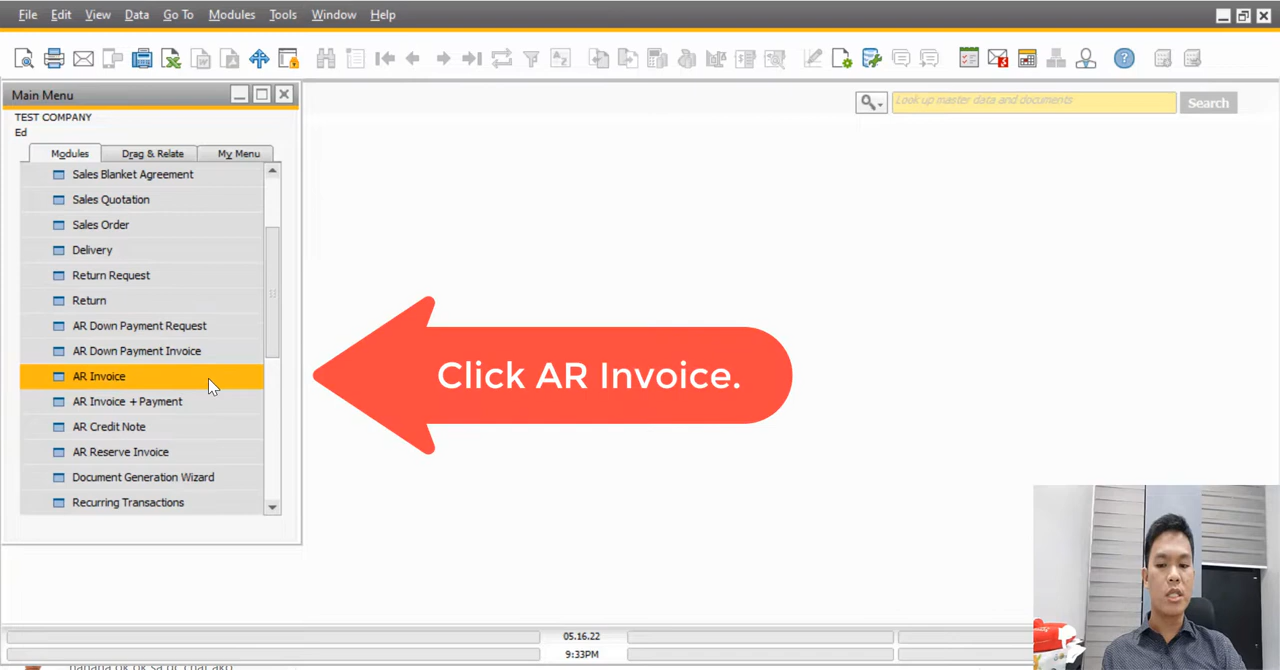 File Edit View Data Go To Modules Tools Window Help
Main Menu
TEST COMPANY
Ed
Modules Drag & Relate My Menu
Look up master data and documents Search
Sales Blanket Agreement
Sales Quotation
Sales Order
Delivery
Return Request
Return
AR Down Payment Request
AR Down Payment Invoice
AR Invoice
AR Invoice + Payment
AR Credit Note
AR Reserve Invoice
Document Generation Wizard
Recurring Transactions
Click AR Invoice.
05.16.22
9:33PM